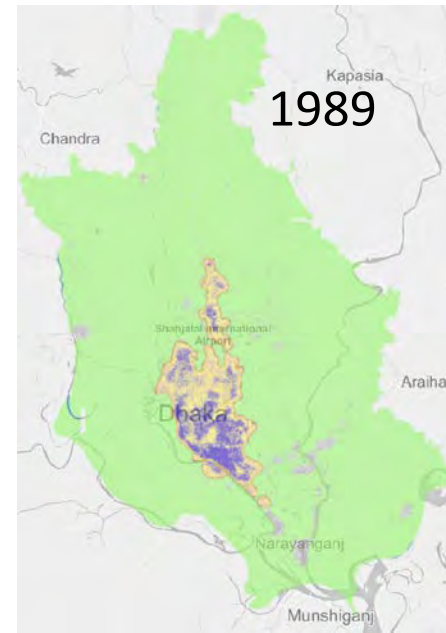 Kapasia
1989
Chandra
Shahjalal International
Airport
Araiha
Dhaka
Narayanganj
Munshiganj